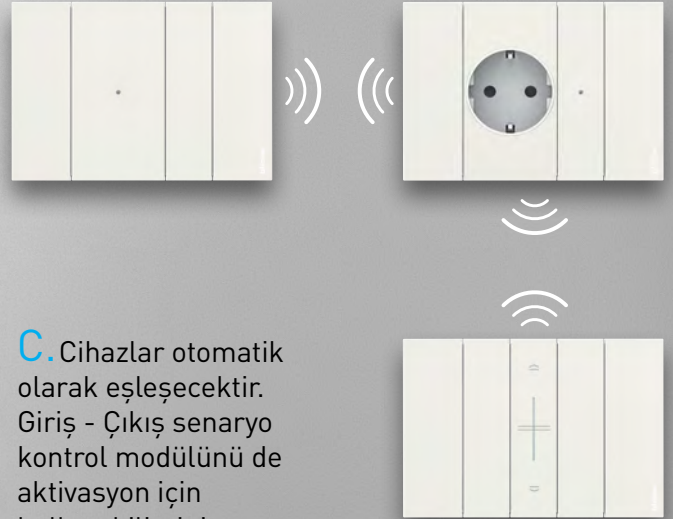 C. Cihazlar otomatik
olarak eşleşecektir.
Giriş - Çıkış senaryo
kontrol modülünü de
aktivasyon için